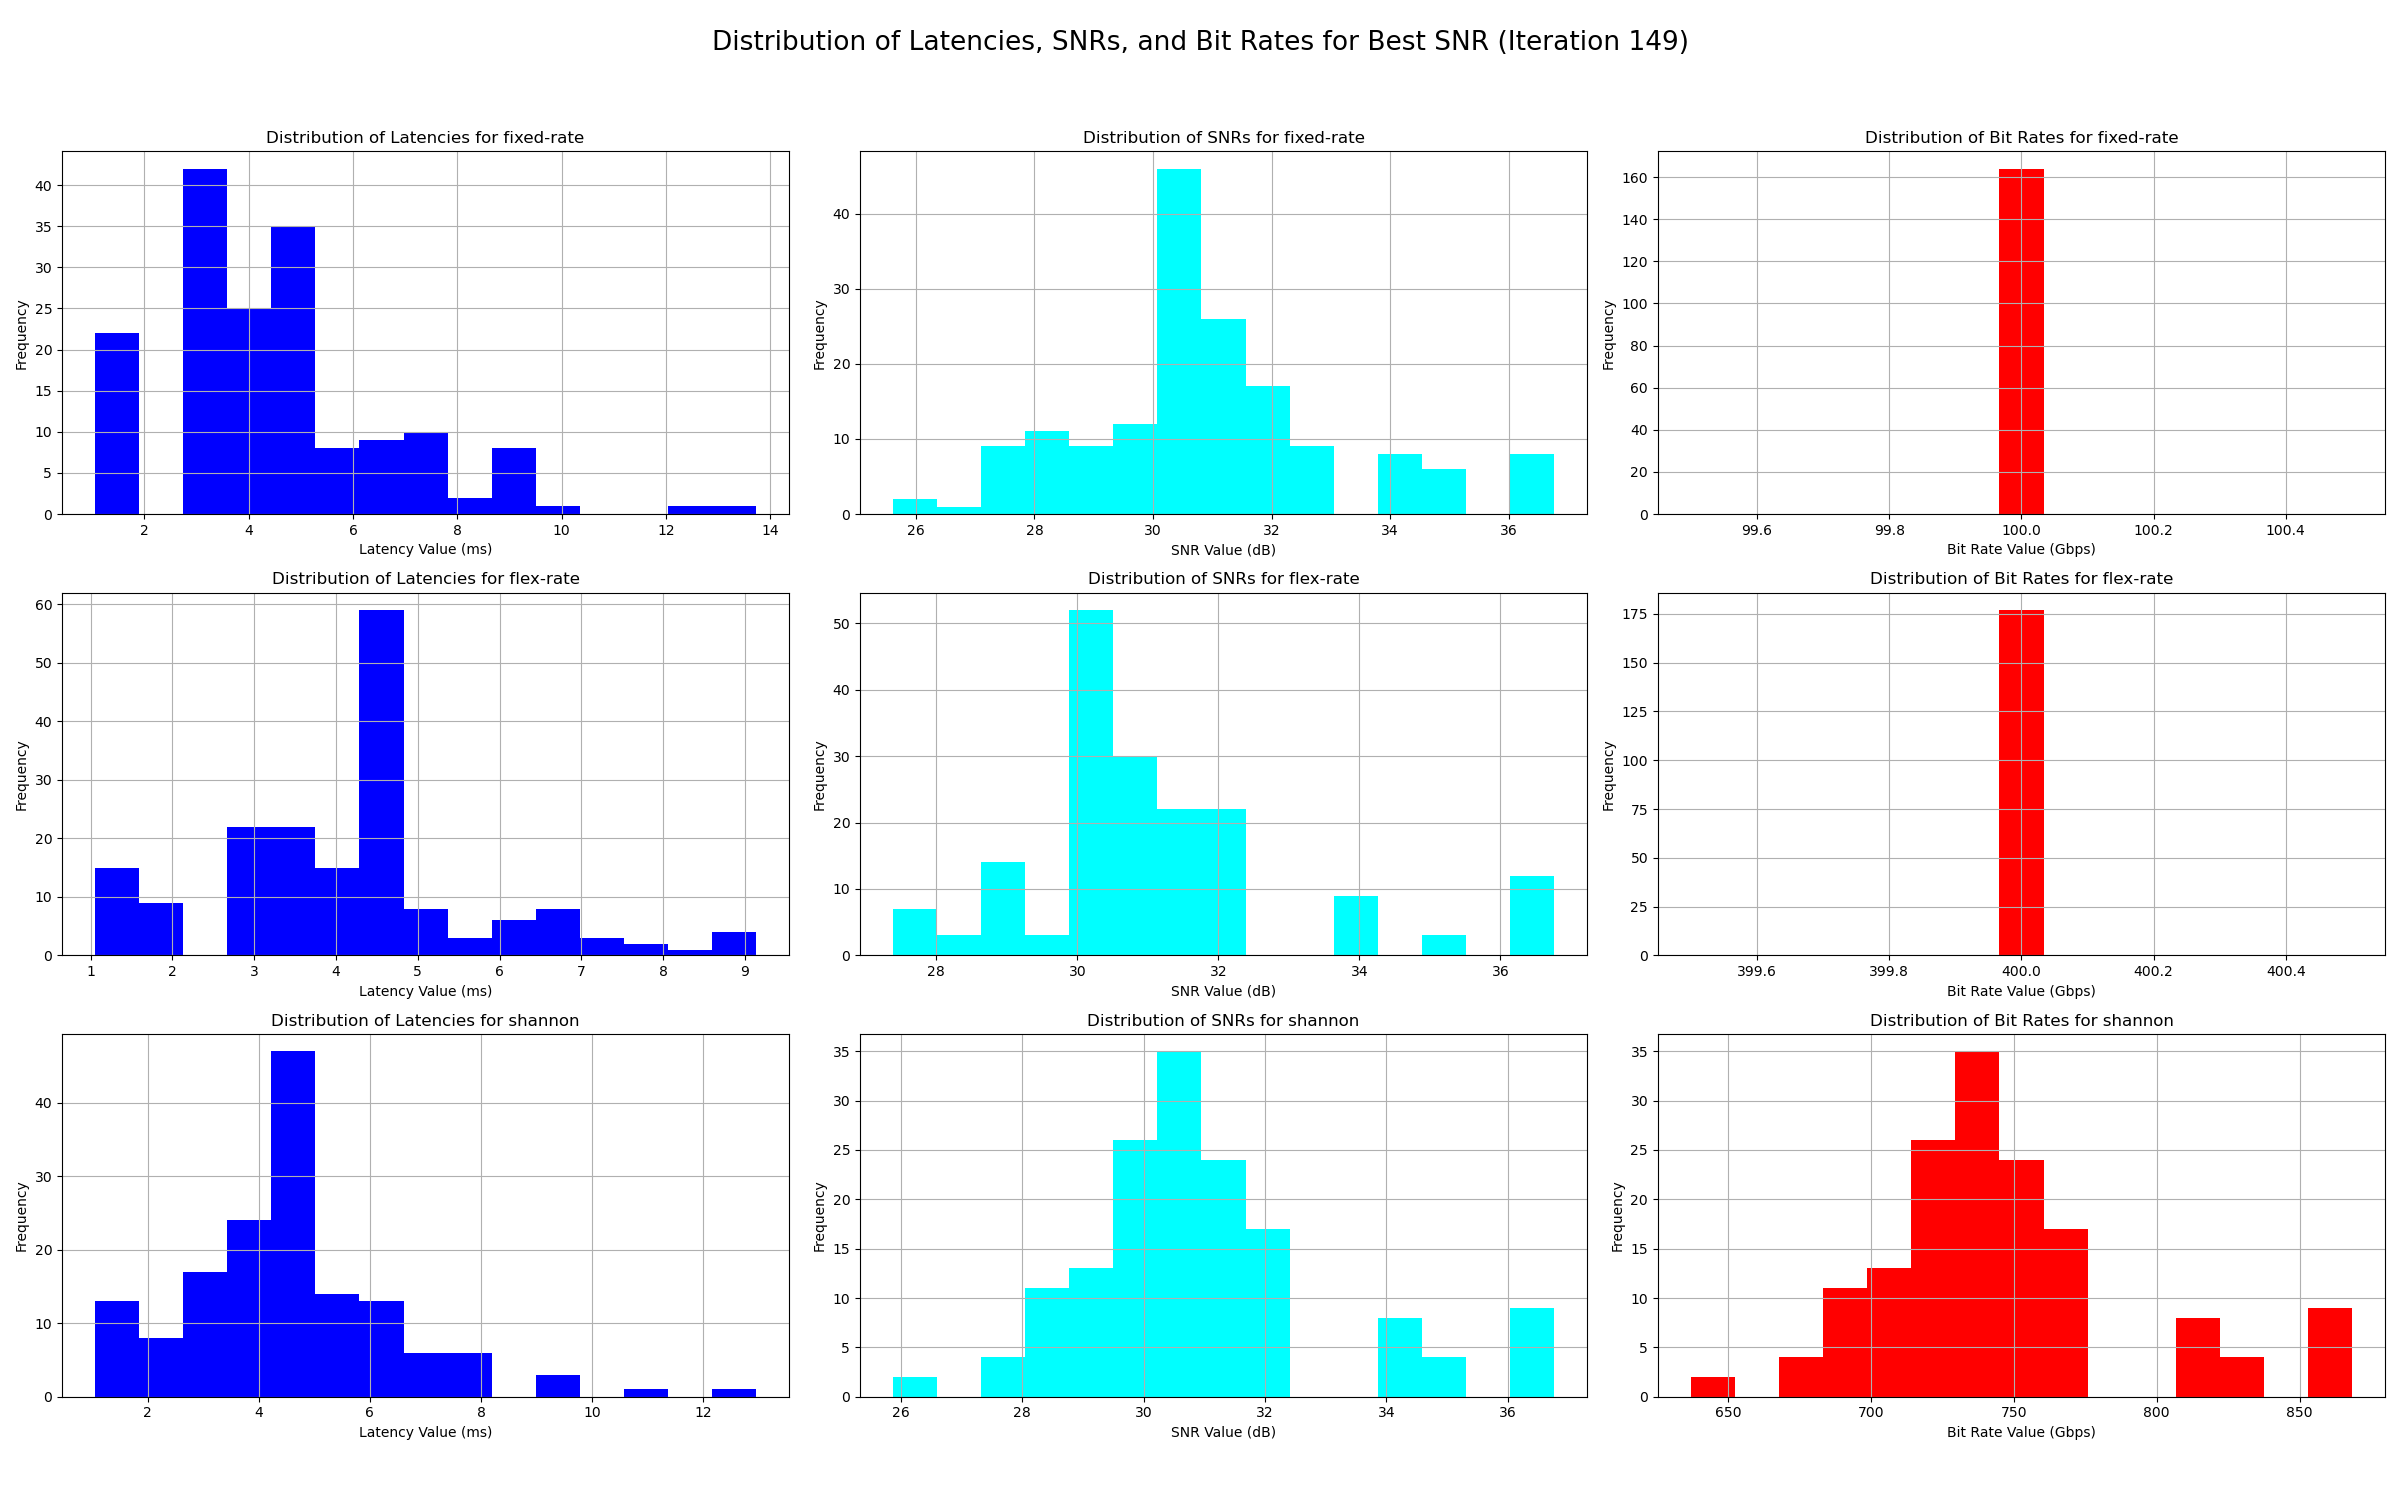 Distribution of Latencies, SNRs, and Bit Rates for Best SNR (Iteration 149)
Distribution of Latencies for fixed-rate
Frequency
40
35
30
25
20
15
10
5
0
2 4 6 8 10 12 14
Latency Value (ms)
Distribution of SNRs for fixed-rate
Frequency
40
30
20
10
0
26 28 30 32 34 36
SNR Value (dB)
Distribution of Bit Rates for fixed-rate
Frequency
160
140
120
100
80
60
40
20
0
99.6 99.8 100.0 100.2 100.4
Bit Rate Value (Gbps)
Distribution of Latencies for flex-rate
Frequency
60
50
40
30
20
10
0
1 2 3 4 5 6 7 8 9
Latency Value (ms)
Distribution of SNRs for flex-rate
Frequency
50
40
30
20
10
0
28 30 32 34 36
SNR Value (dB)
Distribution of Bit Rates for flex-rate
Frequency
175
150
125
100
75
50
25
0
399.6 399.8 400.0 400.2 400.4
Bit Rate Value (Gbps)
Distribution of Latencies for shannon
Frequency
40
30
20
10
0
2 4 6 8 10 12
Latency Value (ms)
Distribution of SNRs for shannon
Frequency
35
30
25
20
15
10
5
0
26 28 30 32 34 36
SNR Value (dB)
Distribution of Bit Rates for shannon
Frequency
35
30
25
20
15
10
5
0
650 700 750 800 850
Bit Rate Value (Gbps)